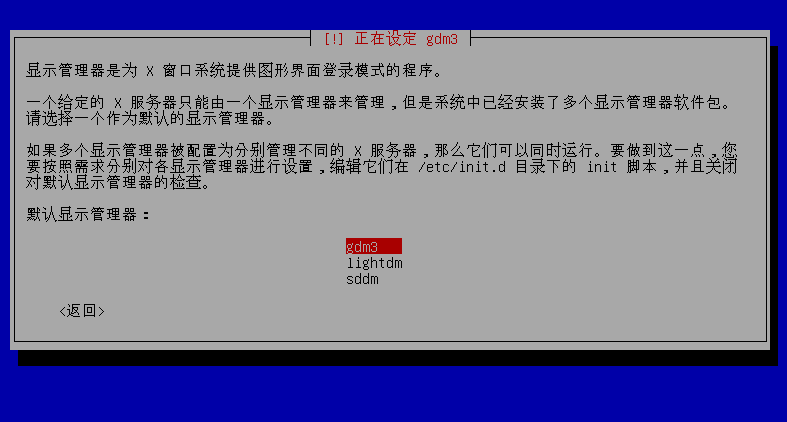 [!] 正在设定 gdm3
显示管理器是为 X 窗口系统提供图形界面登录模式的程序。
一个给定的 X 服务器只能由一个显示管理器来管理,但是系统中已经安装了多个显示管理器软件包。
请选择一个作为默认的显示管理器。
如果多个显示管理器被配置为分别管理不同的 X 服务器,那么它们可以同时运行。要做到这一点,您
要按照需求分别对各显示管理器进行设置,编辑它们在 /etc/init.d 目录下的 init 脚本,并且关闭
对默认显示管理器的检查。
默认显示管理器:
gdm3
lightdm
sddm
<返回>